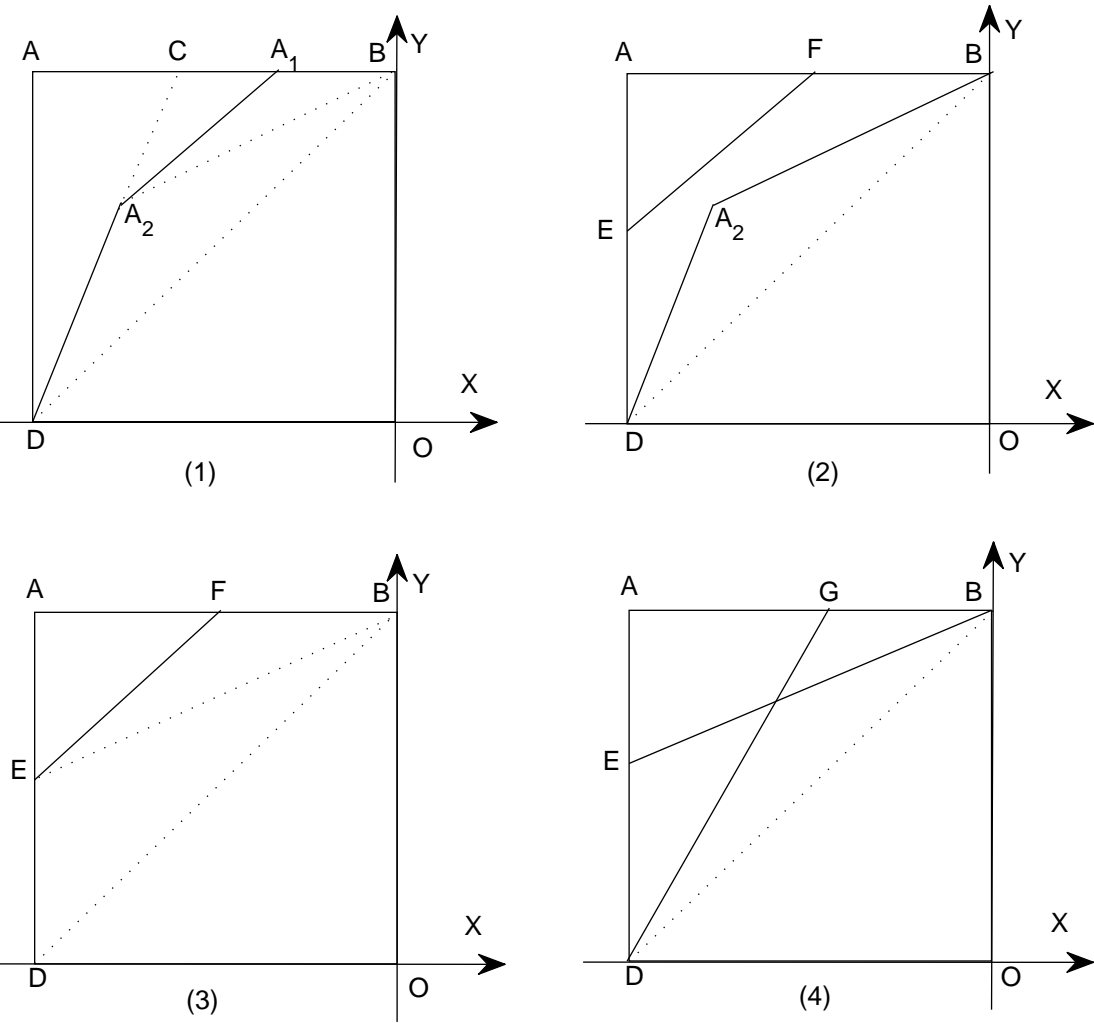 A C A₁ B Y
A₂
X
D O
(1)
A F B Y
E A₂
X
D O
(2)
A F B Y
E
X
D O
(3)
A G B Y
E
X
D O
(4)